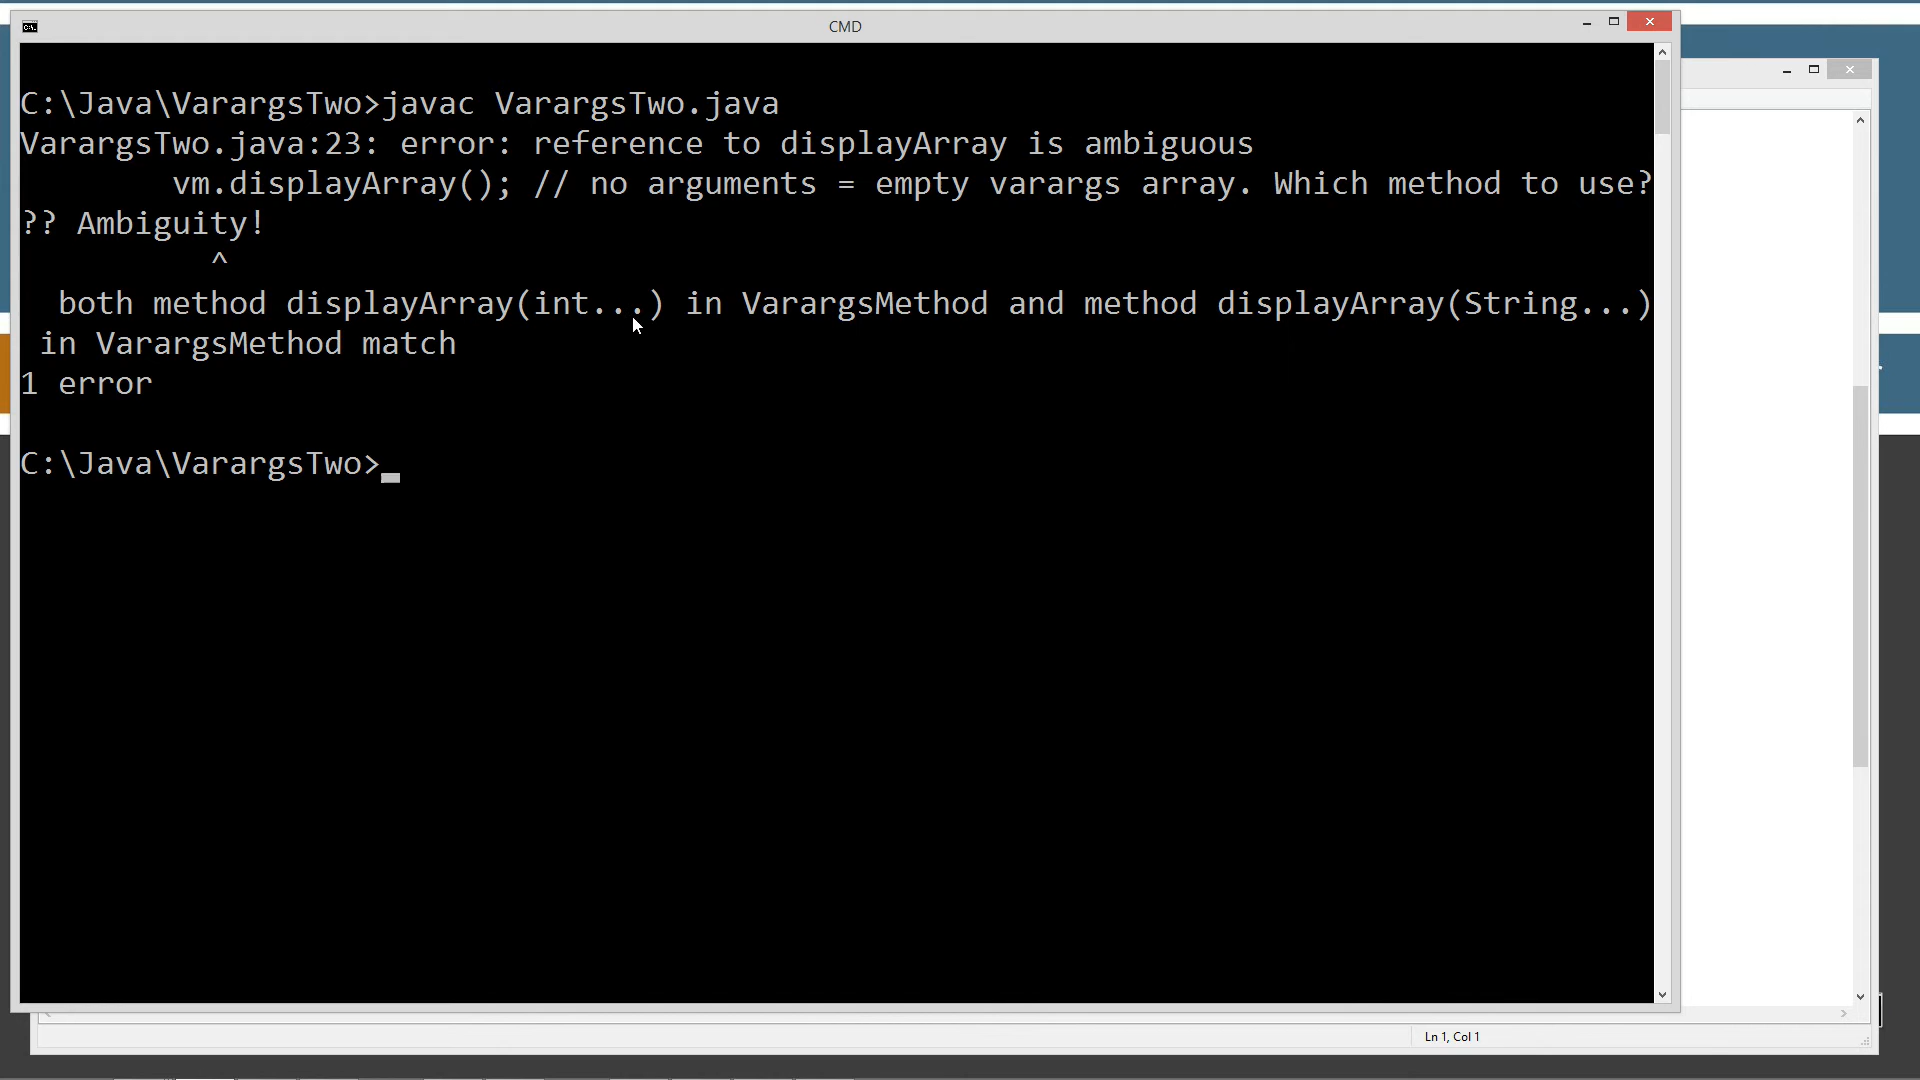 CMD
C:\Java\VarargsTwo>javac VarargsTwo.java
VarargsTwo.java:23: error: reference to displayArray is ambiguous
        vm.displayArray(); // no arguments = empty varargs array. Which method to use?
?? Ambiguity!
          ^
  both method displayArray(int...) in VarargsMethod and method displayArray(String...)
 in VarargsMethod match
1 error
C:\Java\VarargsTwo>_
Ln 1, Col 1